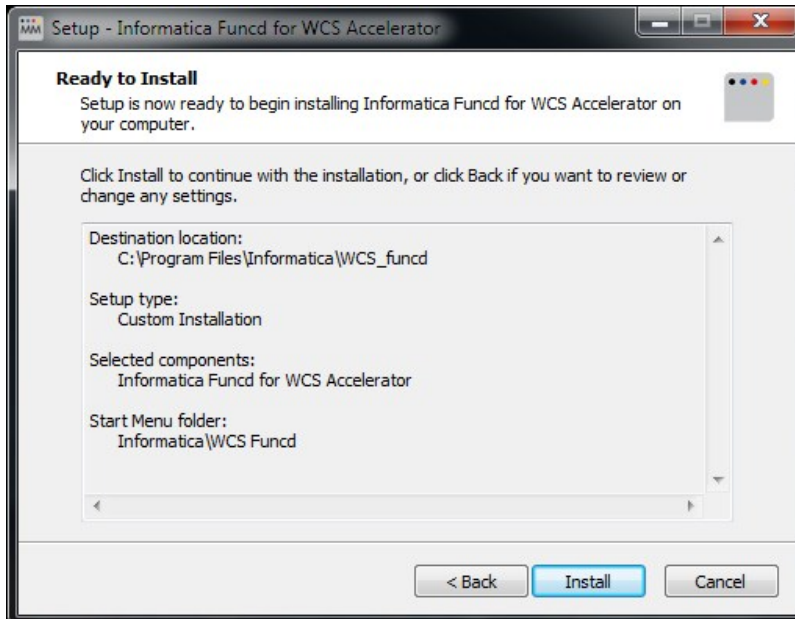 Setup - Informatica Funcd for WCS Accelerator
Ready to Install
Setup is now ready to begin installing Informatica Funcd for WCS Accelerator on
your computer.
Click Install to continue with the installation, or click Back if you want to review or
change any settings.
Destination location:
C:\Program Files\Informatica\WCS_funcd
Setup type:
Custom Installation
Selected components:
Informatica Funcd for WCS Accelerator
Start Menu folder:
Informatica\WCS Funcd
< Back Install Cancel